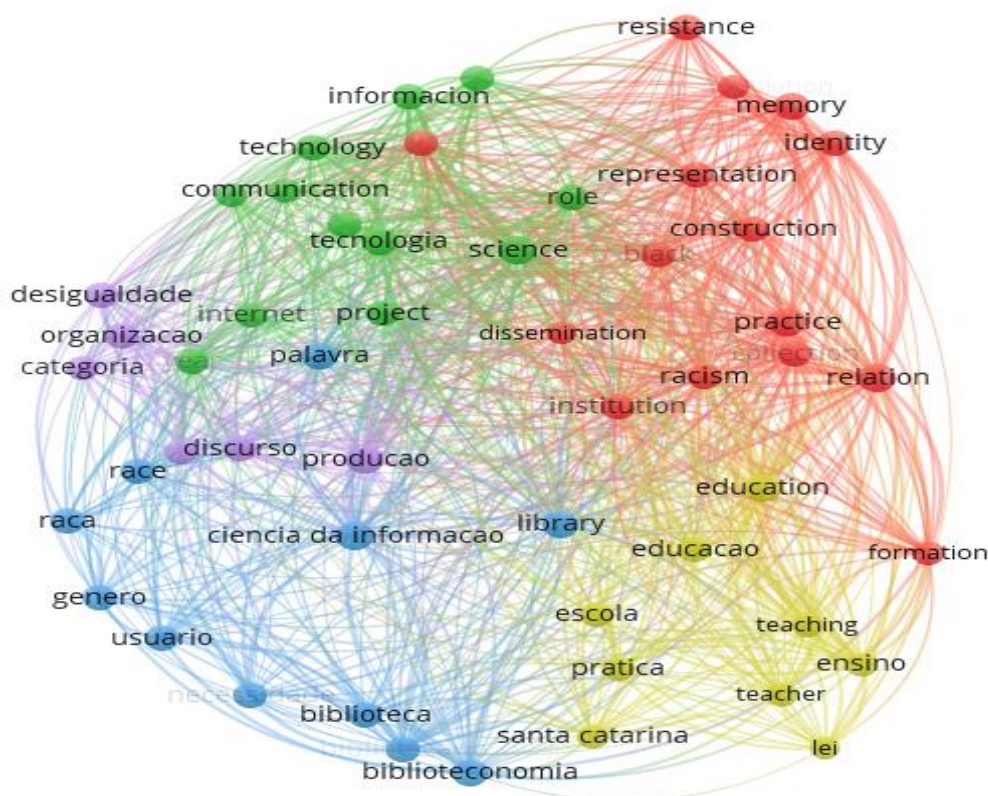 resistance
informacion
memory
technology
identity
representation
communication
role
construction
tecnologia
science
black
desigualdade
internet
project
organizacao
dissemination
practice
palavra
collection
categoria
racism
relation
institution
discurso
producao
race
education
raca
ciencia da informacao
library
educacao
formation
genero
escola
teaching
usuario
pratica
ensino
necessidade
teacher
biblioteca
santa catarina
lei
biblioteconomia